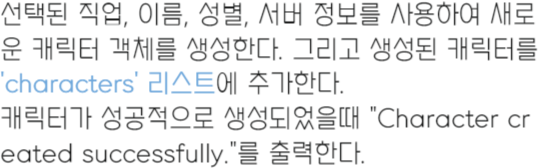 선택된 직업, 이름, 성별, 서버 정보를 사용하여 새로
운 캐릭터 객체를 생성한다. 그리고 생성된 캐릭터를
'characters' 리스트에 추가한다.
캐릭터가 성공적으로 생성되었을때 "Character cr
eated successfully."를 출력한다.